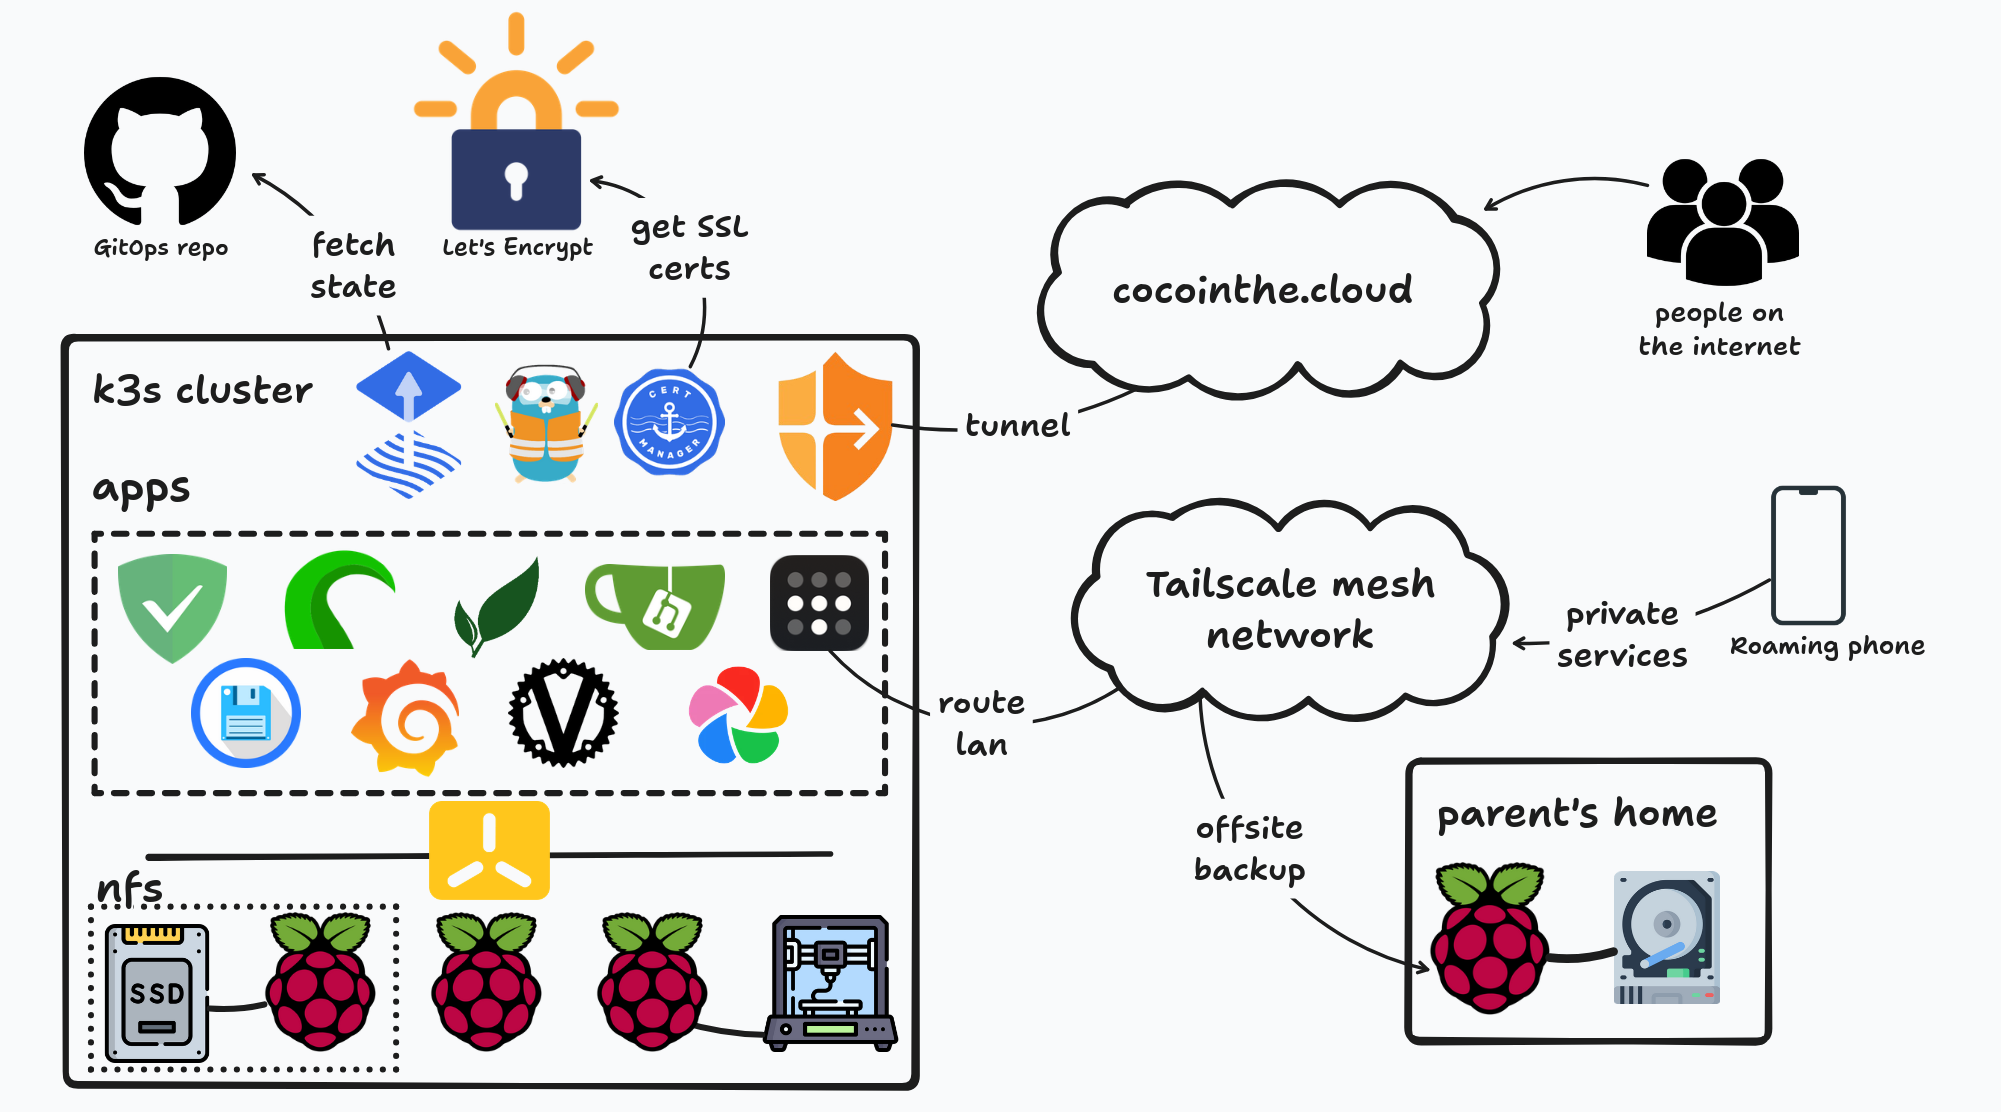 GitOps repo
Let's Encrypt
fetch
state
get SSL
certs
cocointhe.cloud
people on
the internet
k3s cluster
CERT
MANAGER
tunnel
apps
Tailscale mesh
network
private
services
Roaming phone
route
lan
offsite
backup
parent's home
nfs
SSD